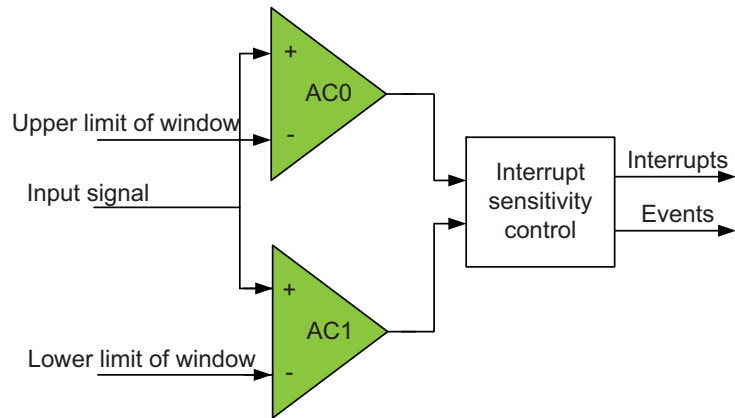 +
AC0
Upper limit of window
-
Input signal
Interrupt
sensitivity
control
Interrupts
Events
+
AC1
Lower limit of window
-